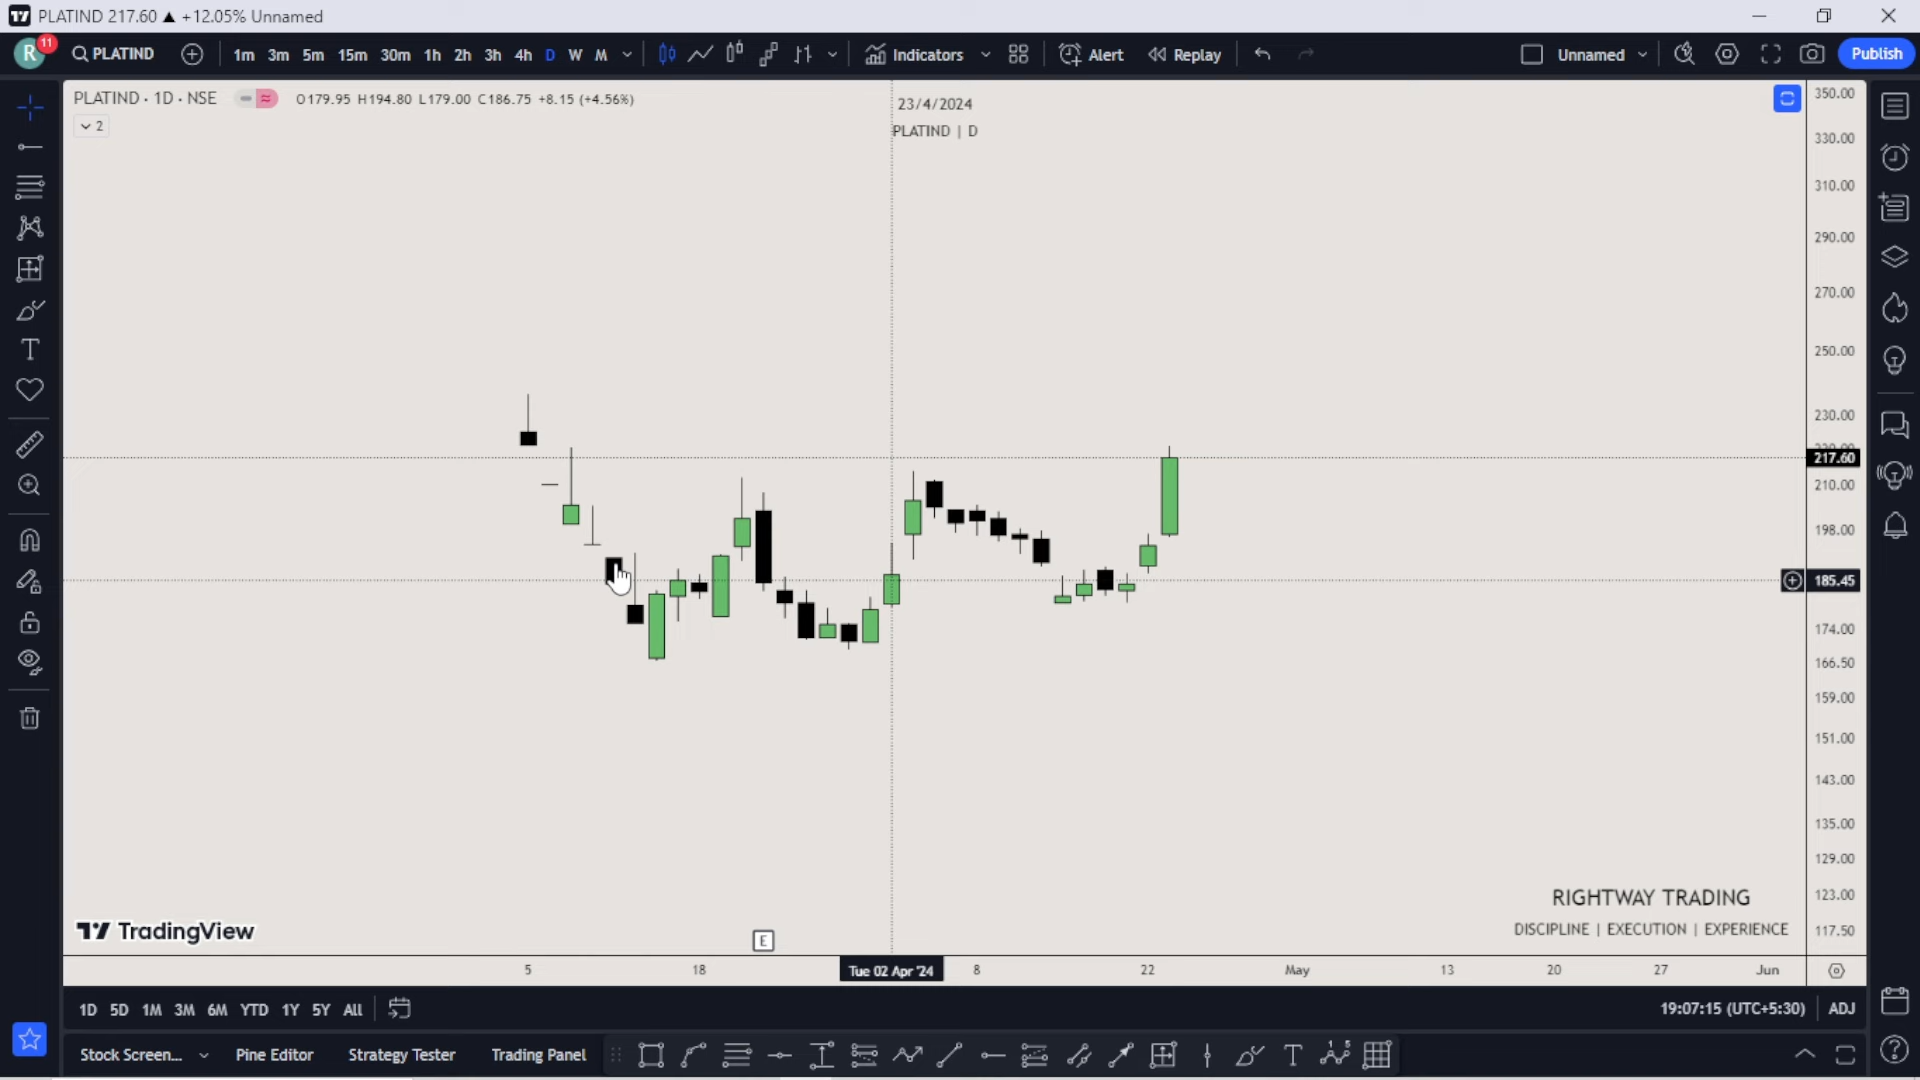 PLATIND 217.60 ▲ +12.05% Unnamed
R 11 PLATIND 1m 3m 5m 15m 30m 1h 2h 3h 4h D W M Indicators Alert Replay Unnamed Publish
PLATIND · 1D · NSE O179.95 H194.80 L179.00 C186.75 +8.15 (+4.56%)
2
23/4/2024
PLATIND | D
350.00
330.00
310.00
290.00
270.00
250.00
230.00
217.60
210.00
198.00
185.45
174.00
166.50
159.00
151.00
143.00
135.00
129.00
123.00
117.50
RIGHTWAY TRADING
DISCIPLINE | EXECUTION | EXPERIENCE
TradingView
E
5 18 Tue 02 Apr '24 8 22 May 13 20 27 Jun
1D 5D 1M 3M 6M YTD 1Y 5Y All 19:07:15 (UTC+5:30) ADJ
Stock Screen... Pine Editor Strategy Tester Trading Panel